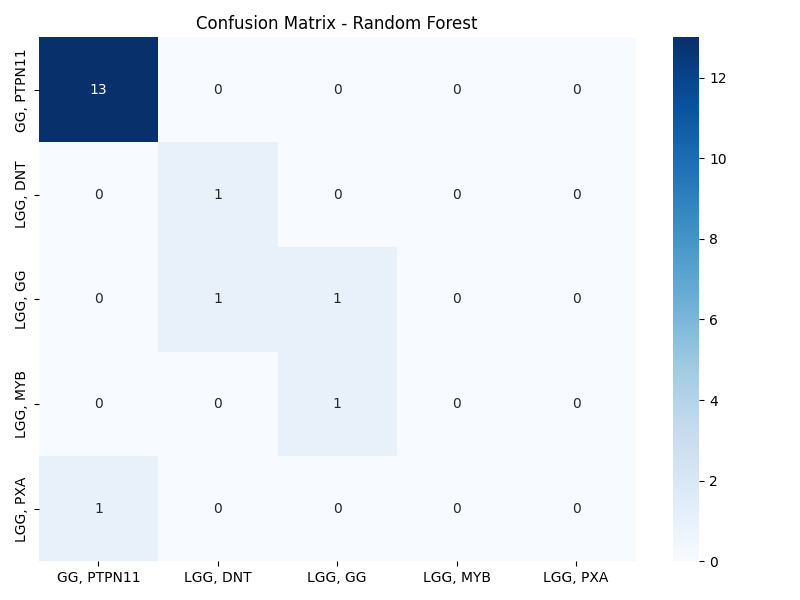 Confusion Matrix - Random Forest
GG, PTPN11
13 0 0 0 0
LGG, DNT
0 1 0 0 0
LGG, GG
0 1 1 0 0
LGG, MYB
0 0 1 0 0
LGG, PXA
1 0 0 0 0
GG, PTPN11 LGG, DNT LGG, GG LGG, MYB LGG, PXA
12
10
8
6
4
2
0